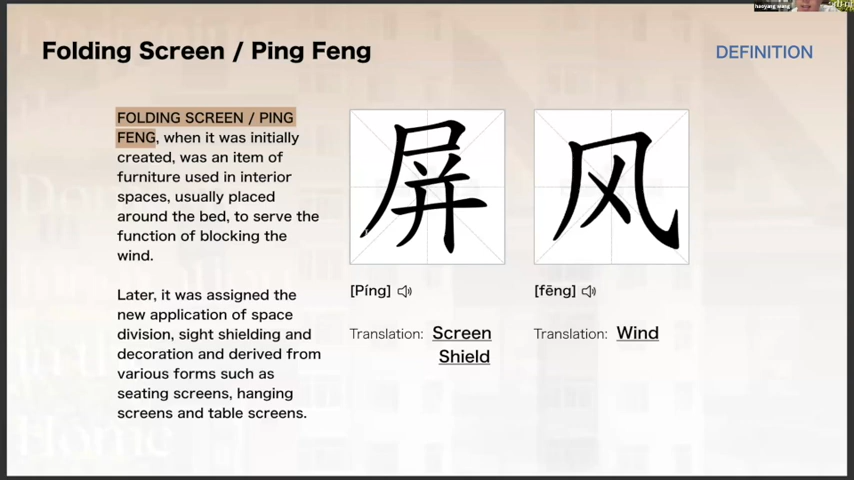 haoyang wang
Folding Screen / Ping Feng
DEFINITION
FOLDING SCREEN / PING
FENG, when it was initially
created, was an item of
furniture used in interior
spaces, usually placed
around the bed, to serve the
function of blocking the
wind.
Later, it was assigned the
new application of space
division, sight shielding and
decoration and derived from
various forms such as
seating screens, hanging
screens and table screens.
屏
[Píng]
Translation: Screen
Shield
风
[fēng]
Translation: Wind